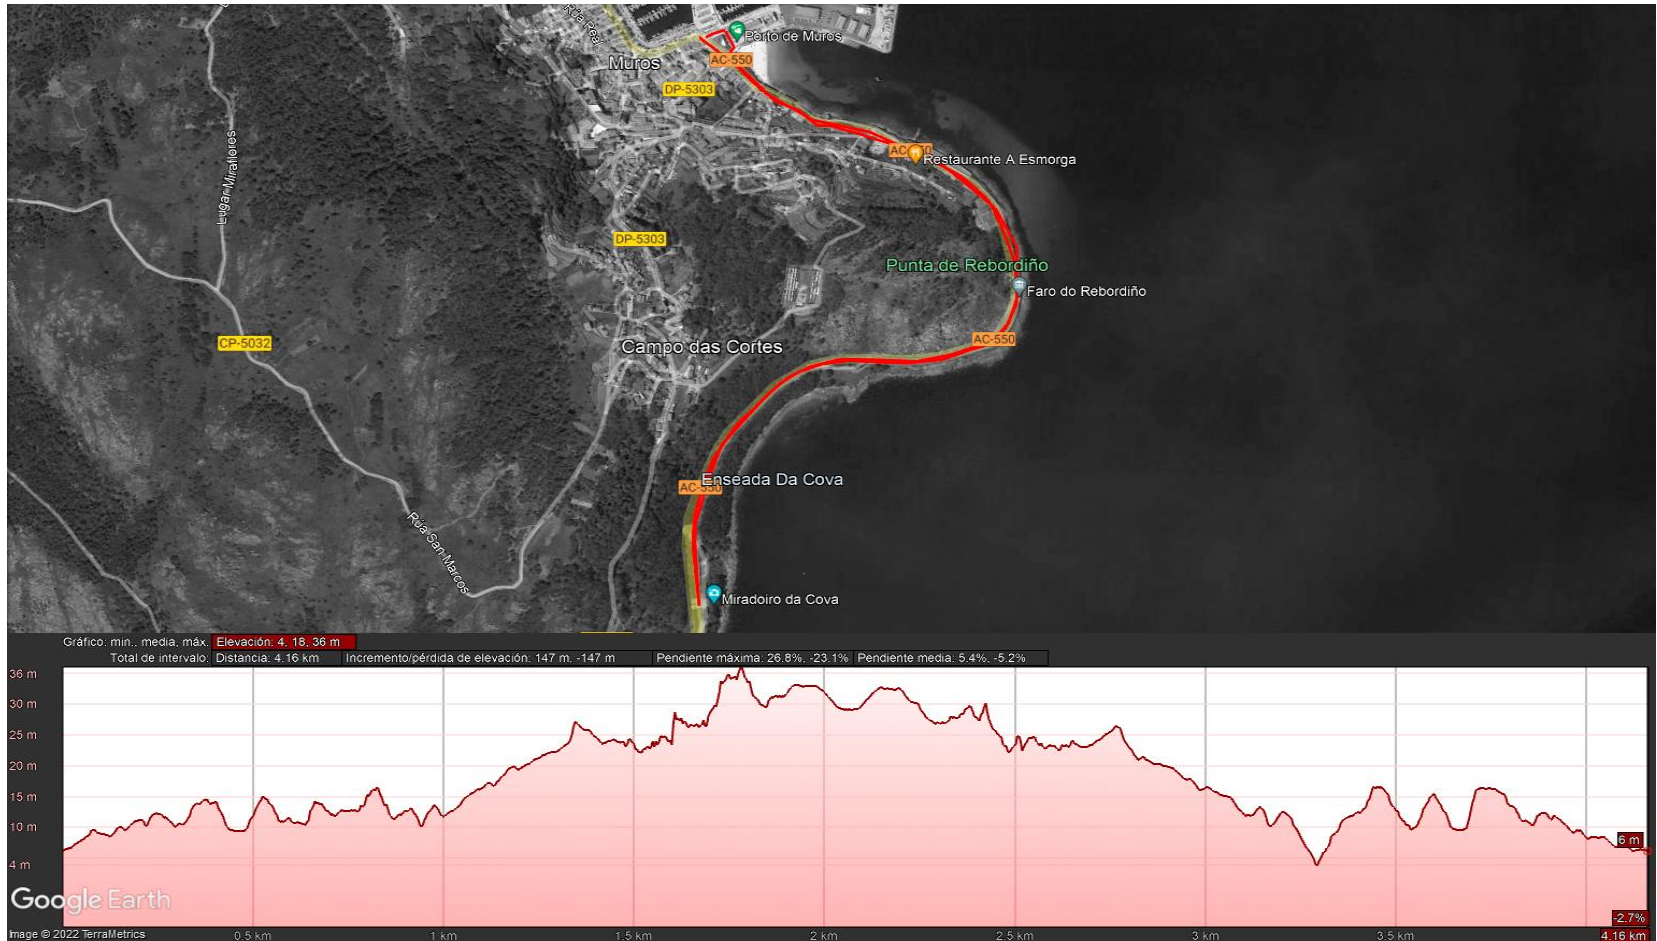 Rúa Real
Porto de Muros
AC-550
Muros
DP-5303
Lugar Miraflores
Restaurante A Esmorga
DP-5303
Punta de Rebordiño
Faro do Rebordiño
AC-550
CP-5032
Campo das Cortes
Enseada Da Cova
Rúa San Marcos
Miradoiro da Cova
Gráfico: mín., media, máx. Elevación: 4, 18, 36 m
Total de intervalo: Distancia: 4.16 km Incremento/pérdida de elevación: 147 m, -147 m Pendiente máxima: 26.8%, -23.1% Pendiente media: 5.4%, -5.2%
36 m
30 m
25 m
20 m
15 m
10 m
6 m
4 m
Google Earth
-2.7%
Image © 2022 TerraMetrics
0.5 km 1 km 1.5 km 2 km 2.5 km 3 km 3.5 km 4.16 km